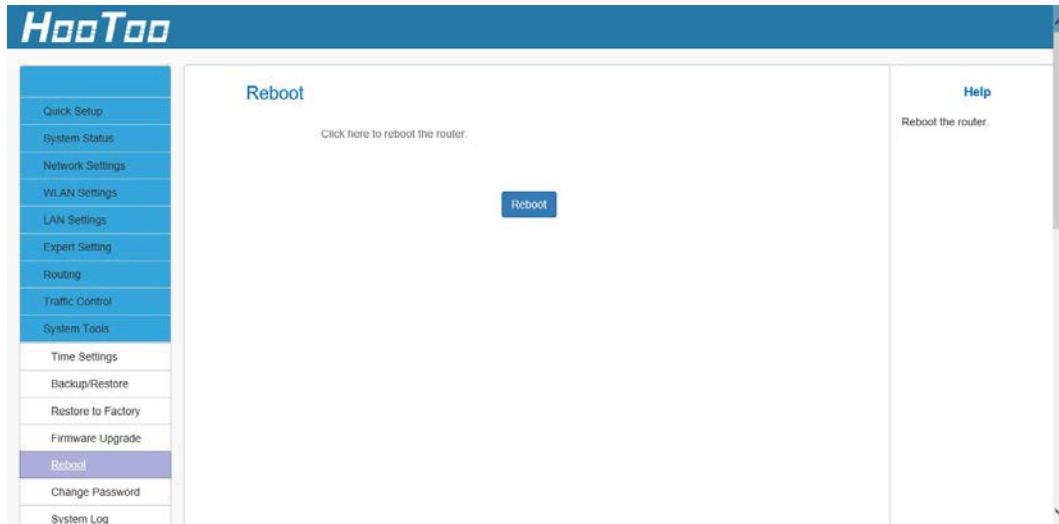 HooToo
Quick Setup
System Status
Network Settings
WLAN Settings
LAN Settings
Expert Setting
Routing
Traffic Control
System Tools
Time Settings
Backup/Restore
Restore to Factory
Firmware Upgrade
Reboot
Change Password
System Log
Reboot
Click here to reboot the router.
Reboot
Help
Reboot the router.